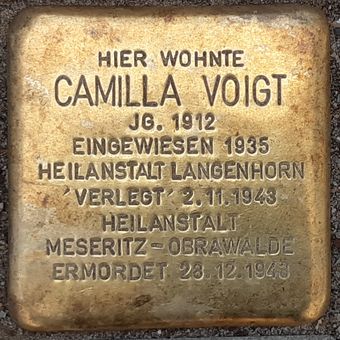 HIER WOHNTE
CAMILLA VOIGT
JG. 1912
EINGEWIESEN 1935
HEILANSTALT LANGENHORN
'VERLEGT' 2.11.1943
HEILANSTALT
MESERITZ-OBRAWALDE
ERMORDET 28.12.1943